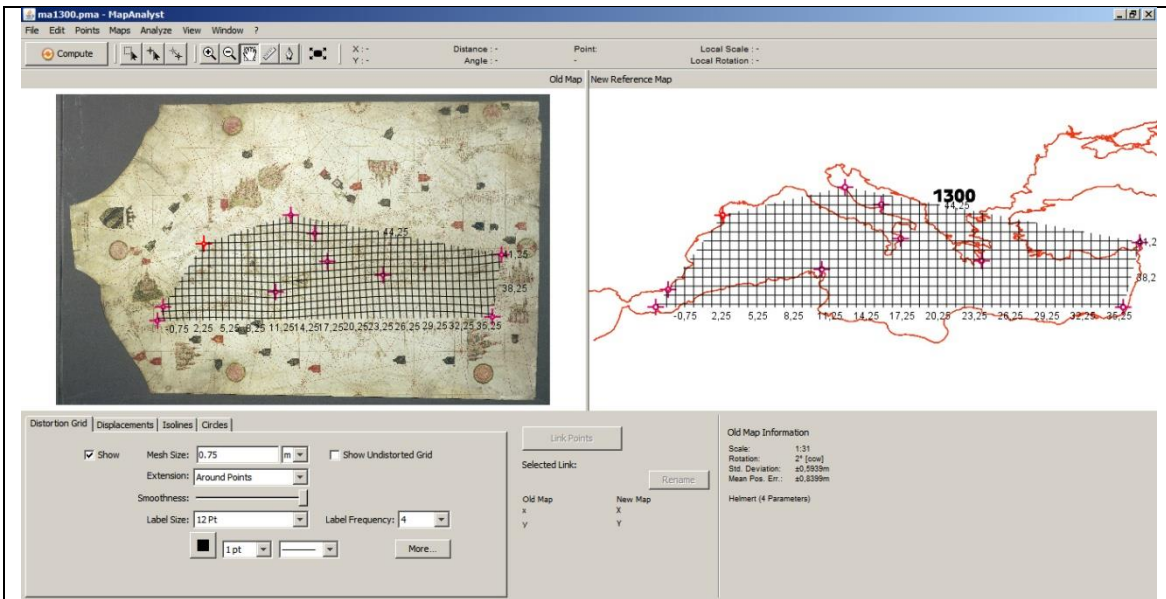 ma1300.pma - MapAnalyst
File Edit Points Maps Analyze View Window ?
Compute X : - Distance : - Point: Local Scale : -
Y : - Angle : - - Local Rotation : -
Old Map New Reference Map
1300
44,25 44,25
41,25 41,2
38,25 38,2
-0,75 2,25 5,25 8,25 11,25 14,25 17,25 20,25 23,25 26,25 29,25 32,25 35,25 -0,75 2,25 5,25 8,25 11,25 14,25 17,25 20,25 23,25 26,25 29,25 32,25 35,25
Distortion Grid Displacements Isolines Circles
Show Mesh Size: 0.75 m Show Undistorted Grid
Extension: Around Points
Smoothness:
Label Size: 12 Pt Label Frequency: 4
1 pt More...
Link Points
Selected Link:
Rename
Old Map New Map
x X
y Y
Old Map Information
Scale: 1:31
Rotation: 2° [ccw]
Std. Deviation: ±0,5939m
Mean Pos. Err.: ±0,8399m
Helmert (4 Parameters)